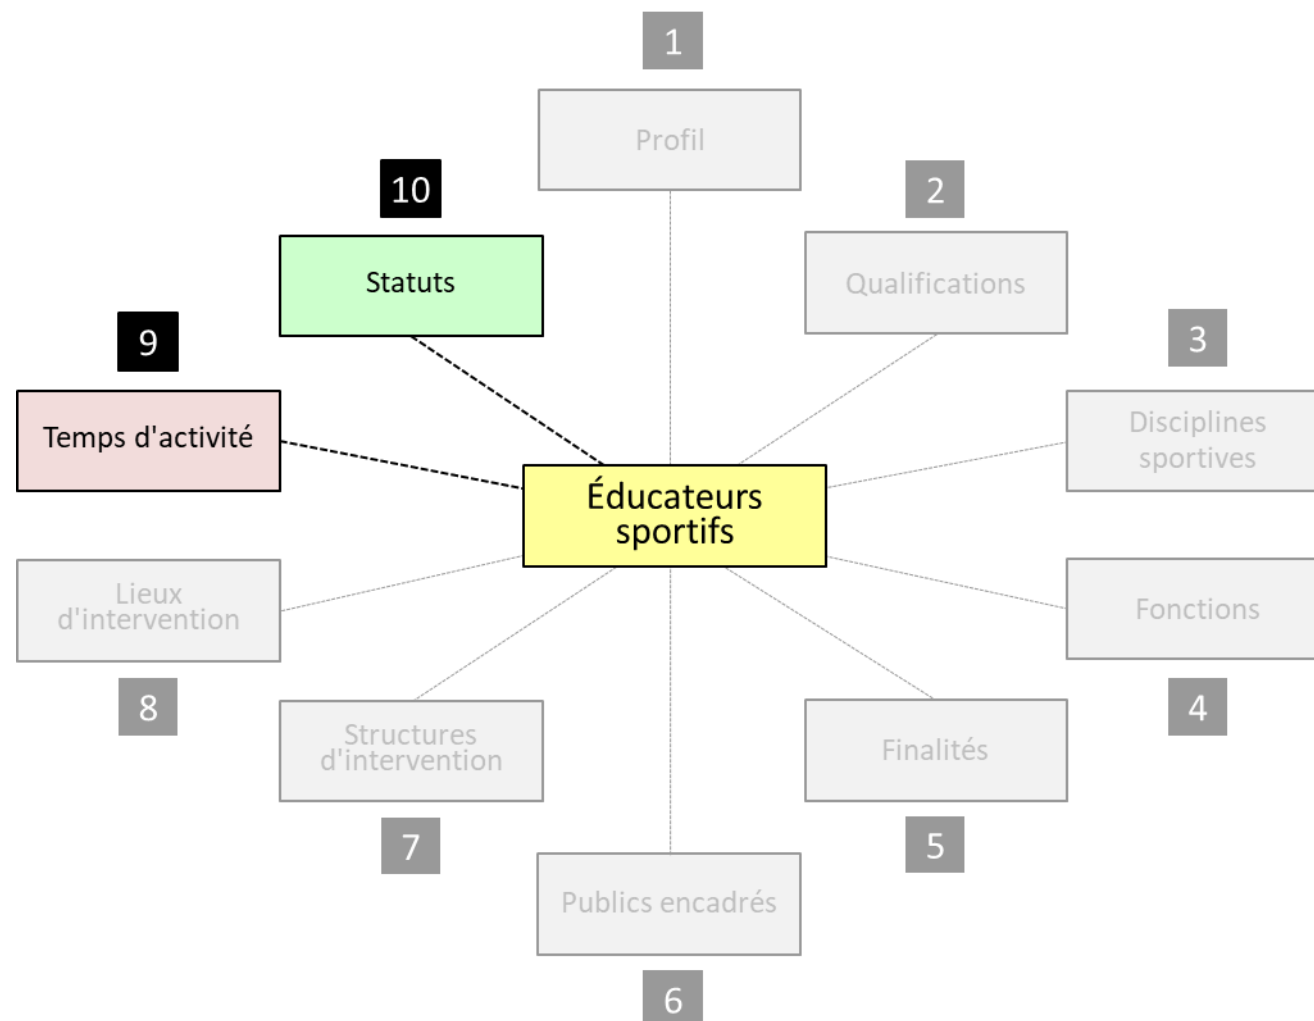 1
Profil
10
Statuts
2
Qualifications
9
Temps d'activité
3
Disciplines
sportives
Éducateurs
sportifs
Lieux
d'intervention
8
Fonctions
4
Structures
d'intervention
7
Finalités
5
Publics encadrés
6